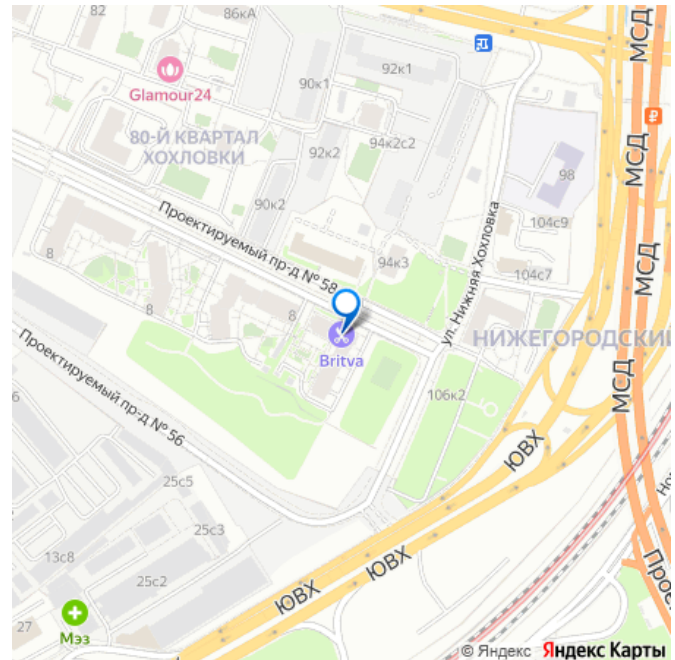 82
86кА
МСД
92к1
90к1
Glamour24
МСД
80-Й КВАРТАЛ
ХОХЛОВКИ
94к2с2
92к2
98
90к2
Проектируемый пр-д № 58
ул. Нижняя Хохловка
104с9
МСД
8
94к3
104с7
8
8
Britva
НИЖЕГОРОДСКИЙ
Проектируемый пр-д № 56
106к2
МСД
6
ЮВХ
25с5
25с3
13с8
ЮВХ
25с2
ЮВХ
Прое
27
Мэз
© Яндекс Яндекс Карты